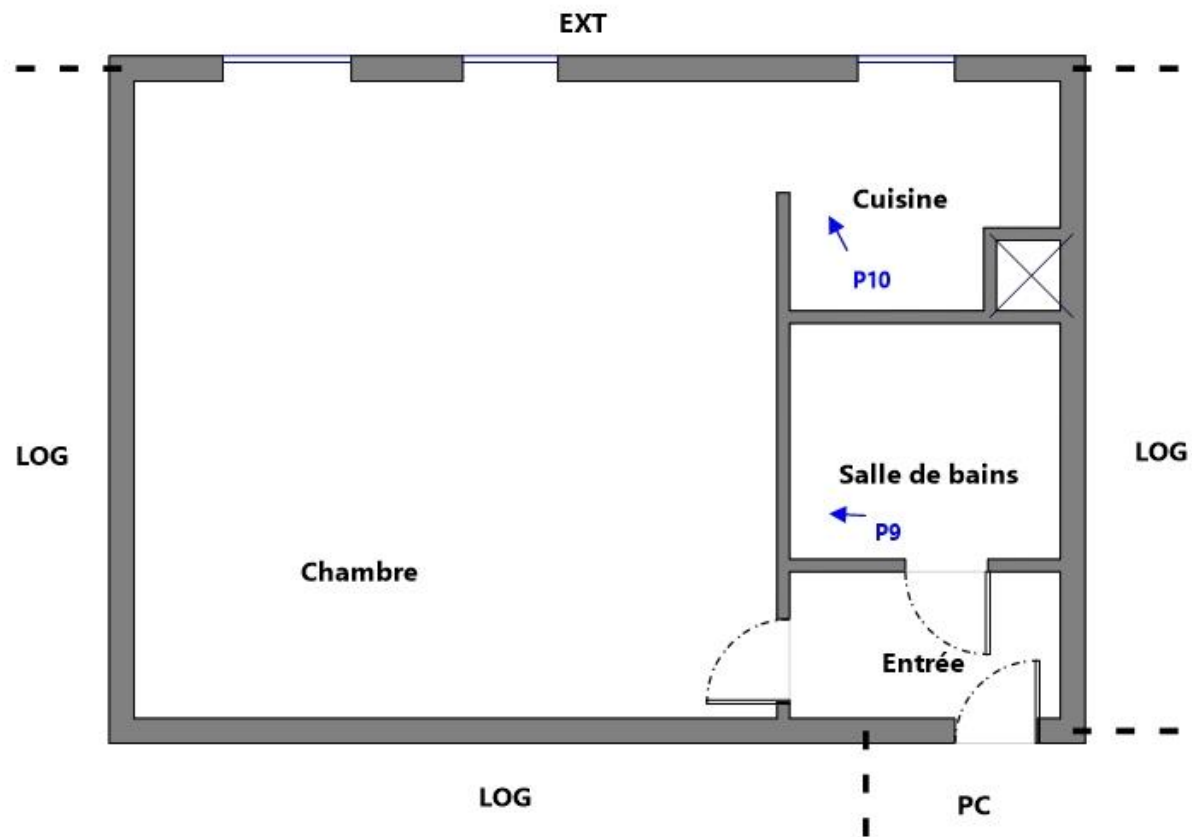 EXT
Cuisine
P10
LOG
LOG
Salle de bains
P9
Chambre
Entrée
LOG
PC